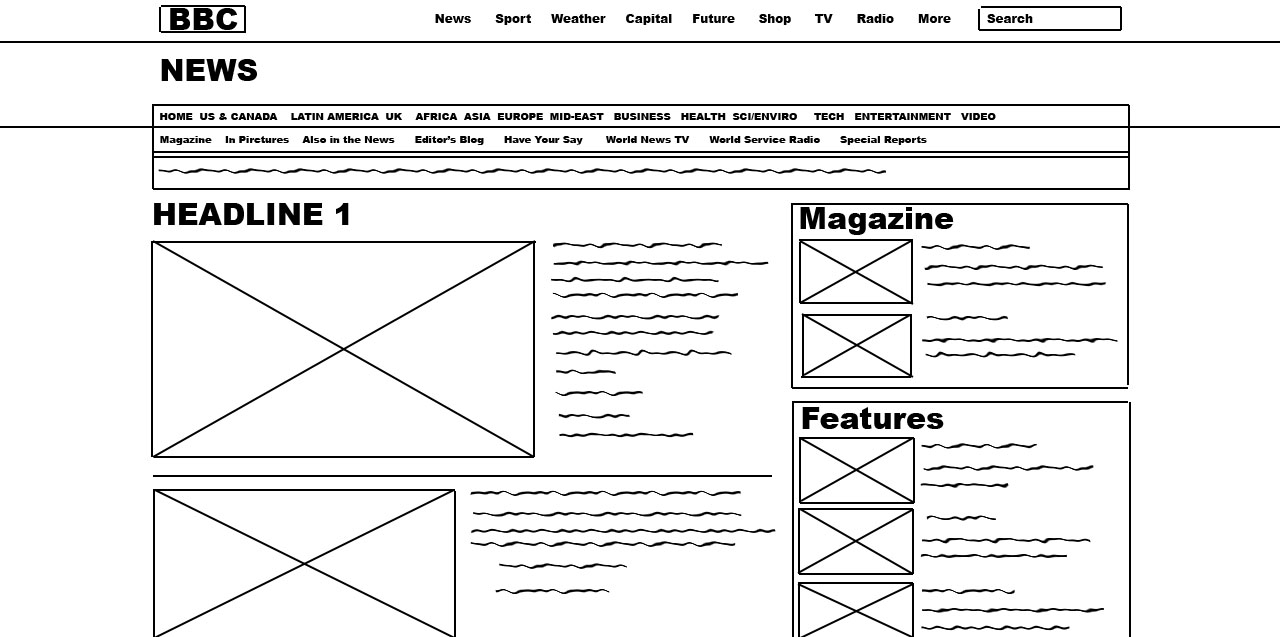 BBC News Sport Weather Capital Future Shop TV Radio More Search
NEWS
HOME US & CANADA LATIN AMERICA UK AFRICA ASIA EUROPE MID-EAST BUSINESS HEALTH SCI/ENVIRO TECH ENTERTAINMENT VIDEO
Magazine In Pirctures Also in the News Editor's Blog Have Your Say World News TV World Service Radio Special Reports
HEADLINE 1
Magazine
Features